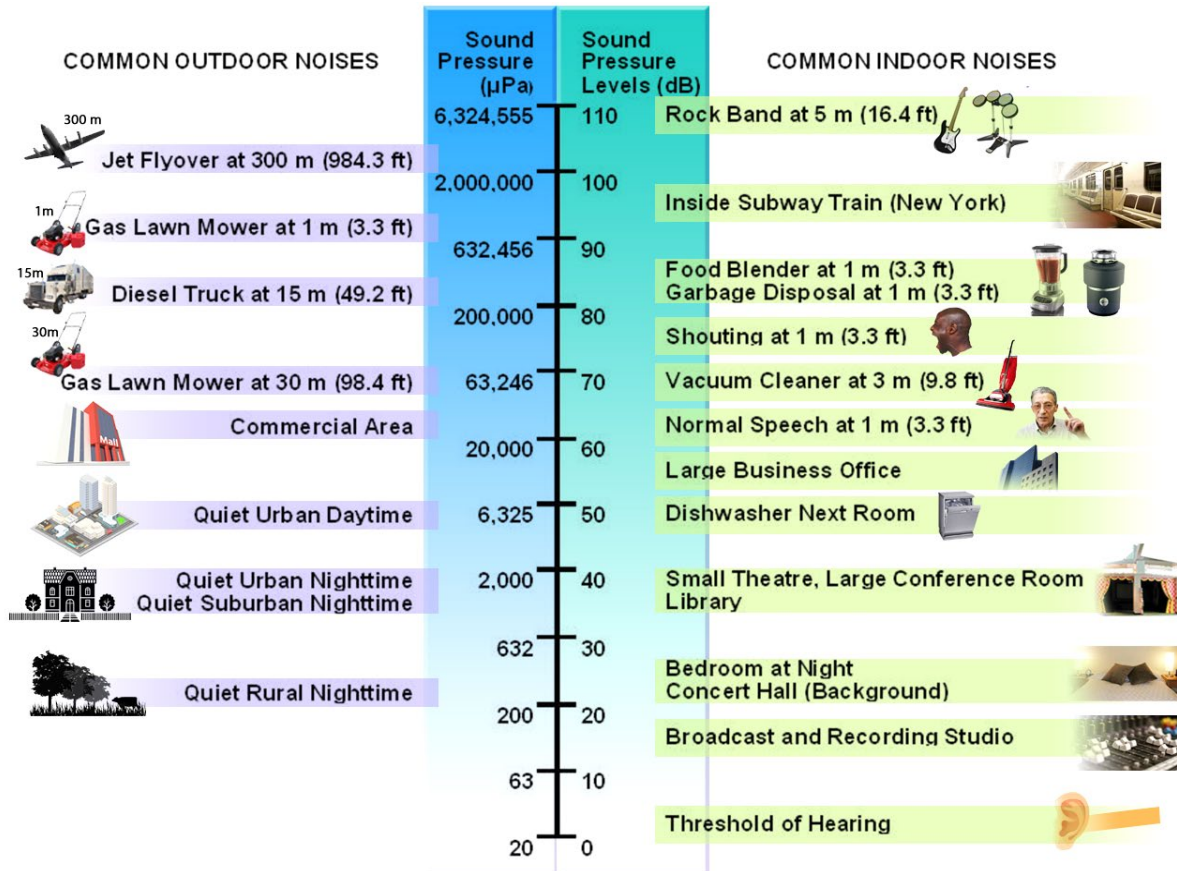 COMMON OUTDOOR NOISES
300 m
Jet Flyover at 300 m (984.3 ft)
1m
Gas Lawn Mower at 1 m (3.3 ft)
15m
Diesel Truck at 15 m (49.2 ft)
30m
Gas Lawn Mower at 30 m (98.4 ft)
Mall
Commercial Area
Quiet Urban Daytime
Quiet Urban Nighttime
Quiet Suburban Nighttime
Quiet Rural Nighttime
Sound
Pressure
(µPa)
6,324,555
2,000,000
632,456
200,000
63,246
20,000
6,325
2,000
632
200
63
20
Sound
Pressure
Levels (dB)
110
100
90
80
70
60
50
40
30
20
10
0
COMMON INDOOR NOISES
Rock Band at 5 m (16.4 ft)
Inside Subway Train (New York)
Food Blender at 1 m (3.3 ft)
Garbage Disposal at 1 m (3.3 ft)
Shouting at 1 m (3.3 ft)
Vacuum Cleaner at 3 m (9.8 ft)
Normal Speech at 1 m (3.3 ft)
Large Business Office
Dishwasher Next Room
Small Theatre, Large Conference Room
Library
Bedroom at Night
Concert Hall (Background)
Broadcast and Recording Studio
Threshold of Hearing